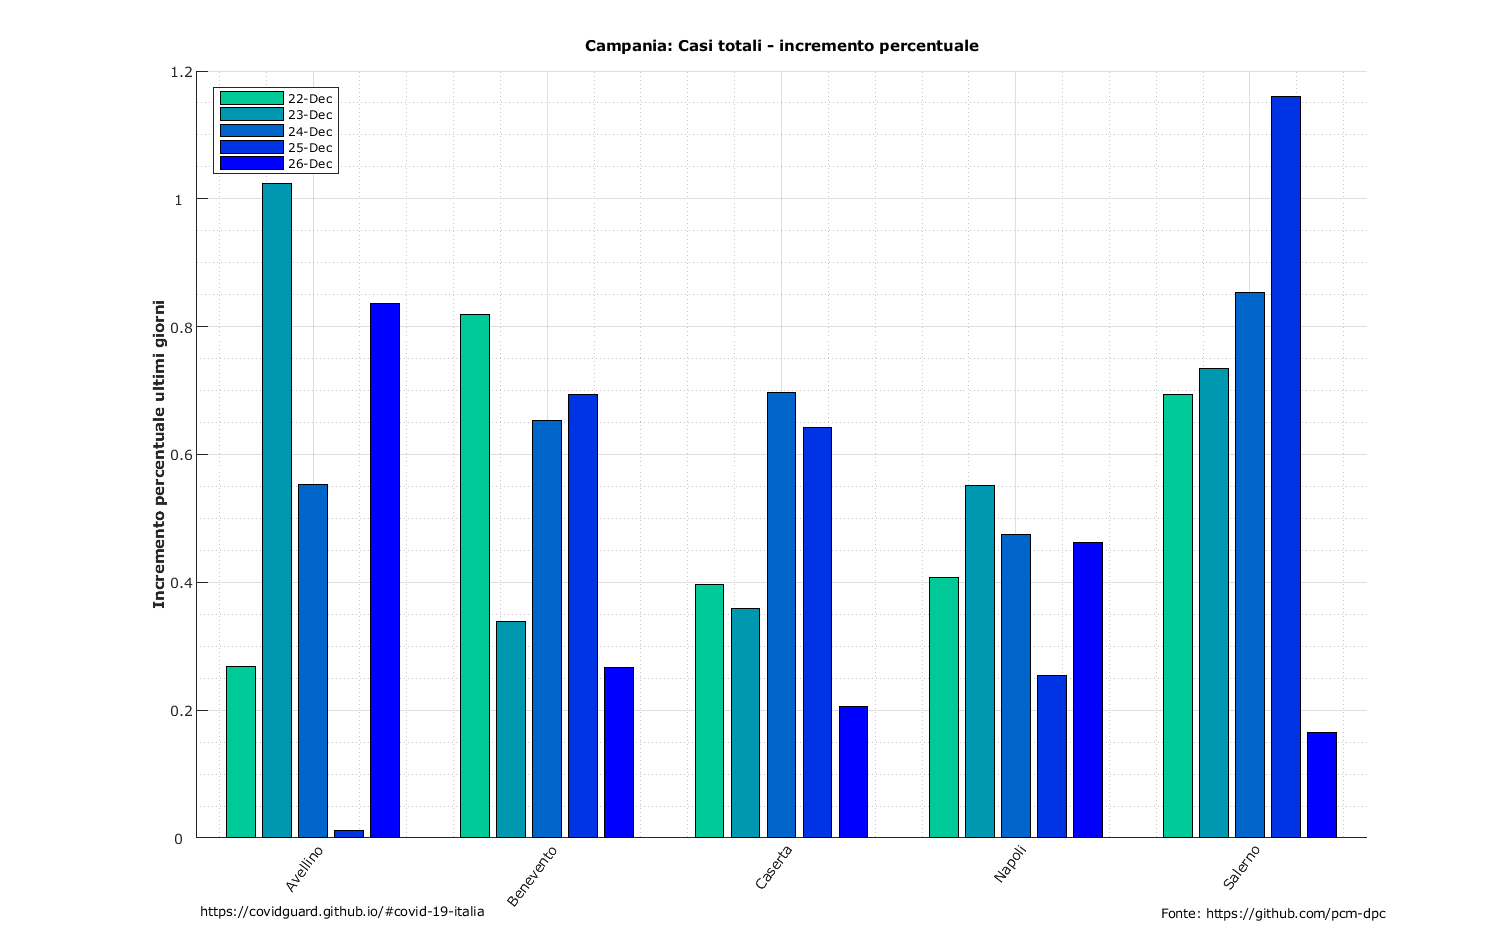 Campania: Casi totali - incremento percentuale
1.2
1
0.8
0.6
0.4
0.2
0
Incremento percentuale ultimi giorni
22-Dec
23-Dec
24-Dec
25-Dec
26-Dec
Avellino
Benevento
Caserta
Napoli
Salerno
https://covidguard.github.io/#covid-19-italia
Fonte: https://github.com/pcm-dpc